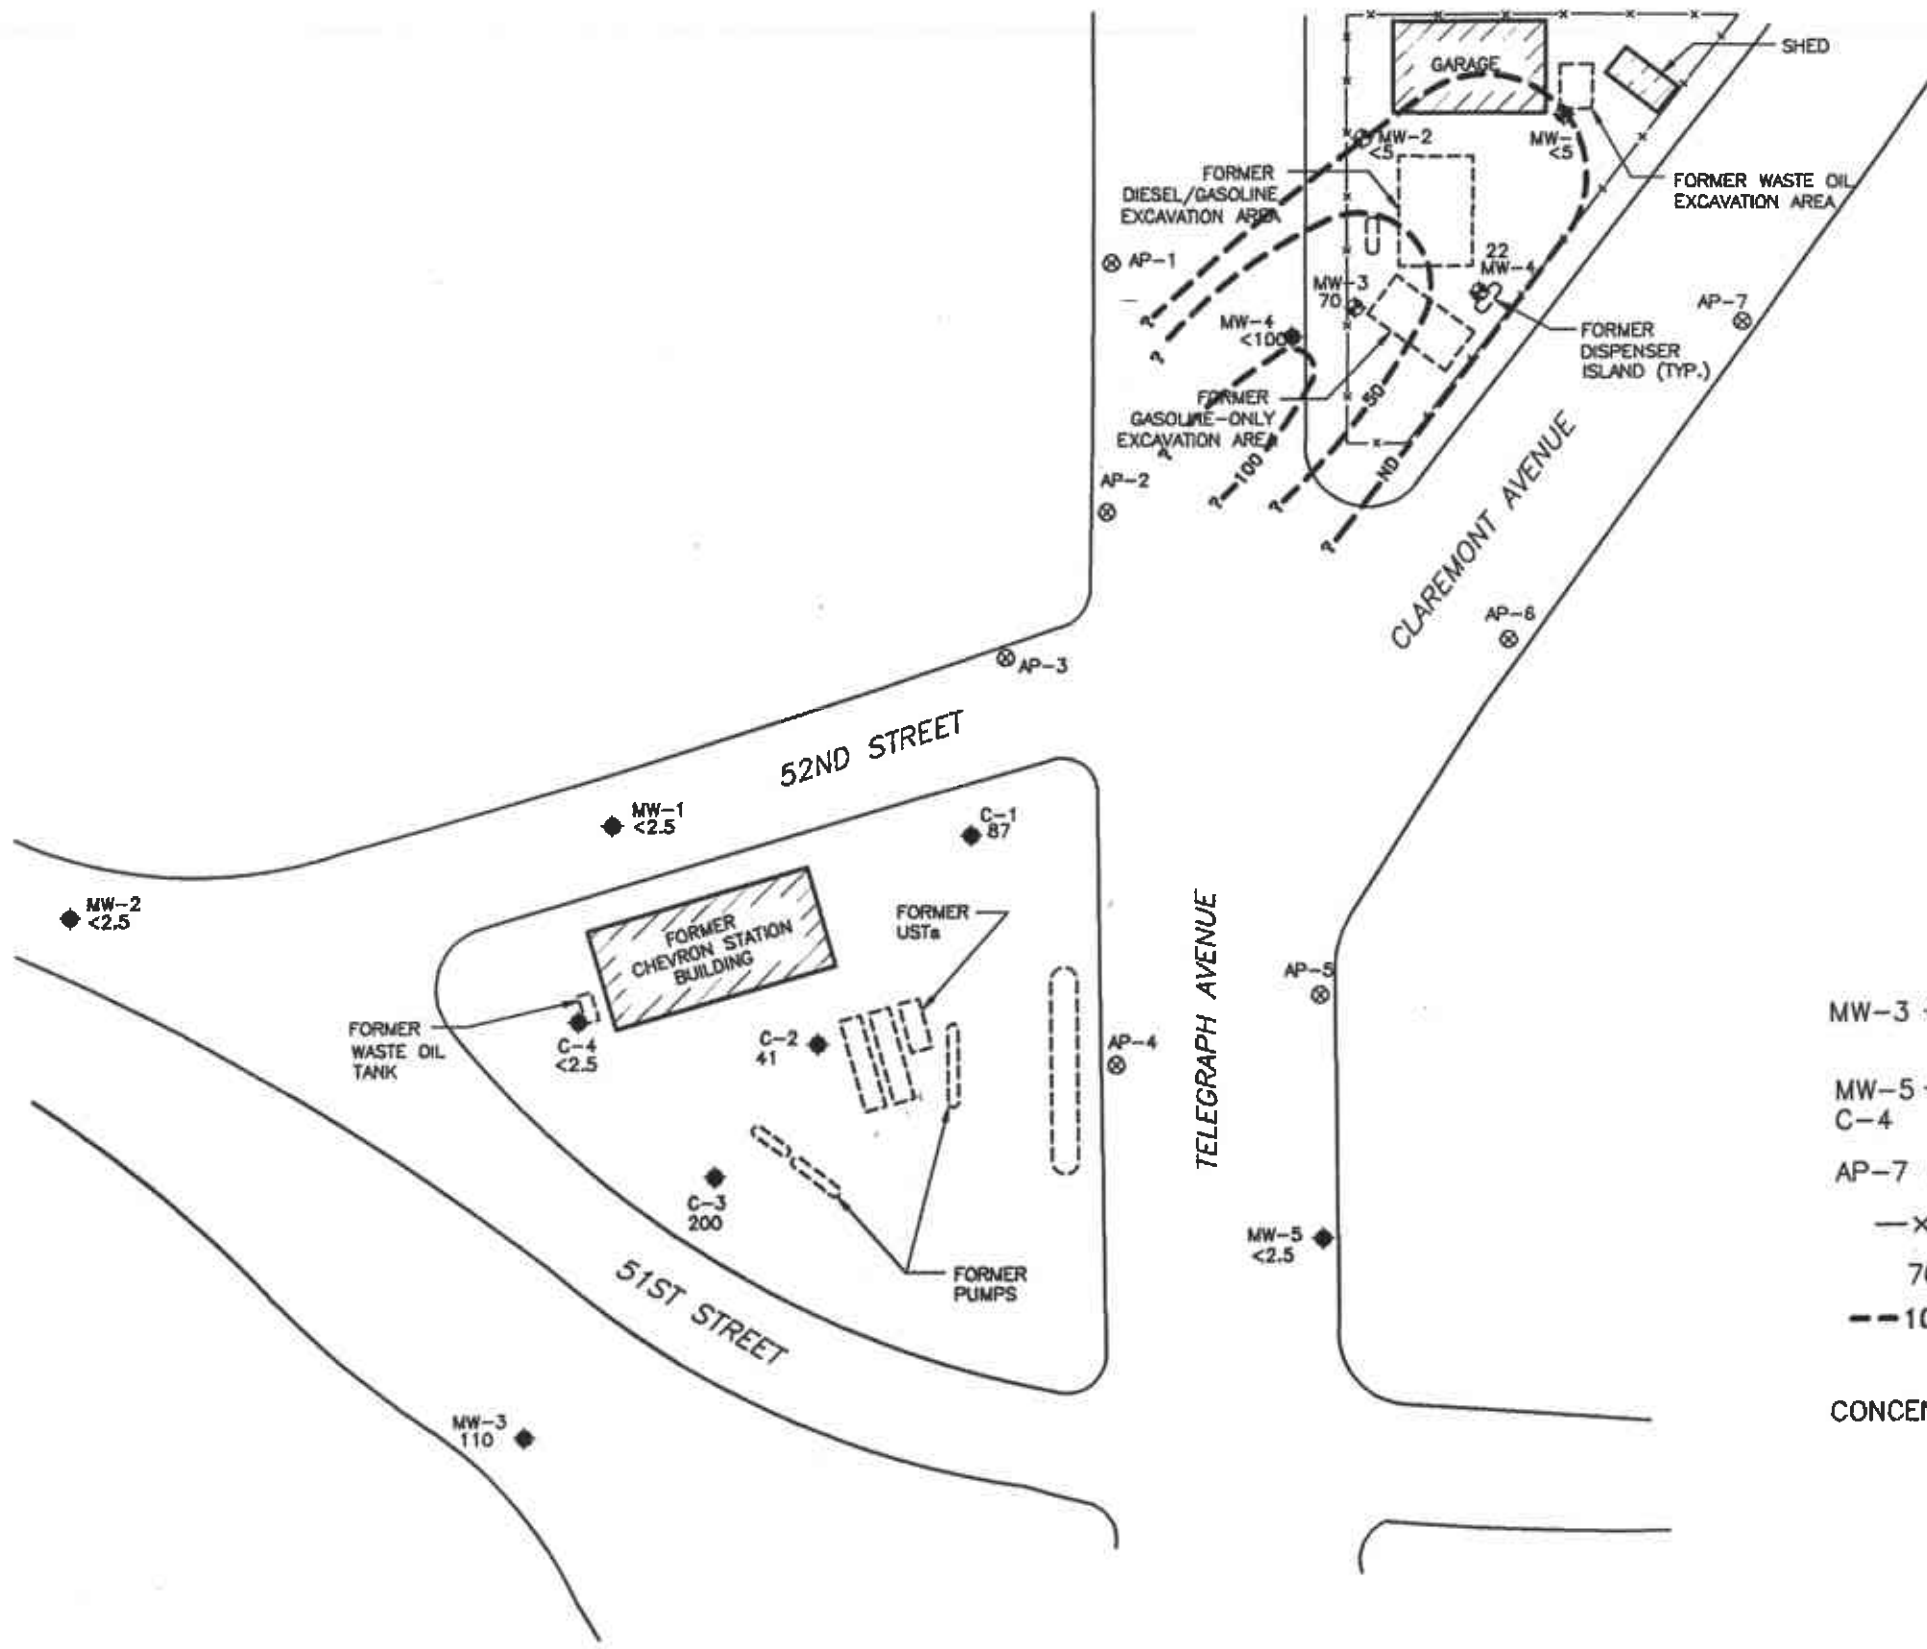 GARAGE
SHED
MW-2
<5
MW-
<5
FORMER
DIESEL/GASOLINE
EXCAVATION AREA
FORMER WASTE OIL
EXCAVATION AREA
AP-1
22
MW-4
MW-3
70
AP-7
MW-4
<100
FORMER
DISPENSER
ISLAND (TYP.)
FORMER
GASOLINE-ONLY
EXCAVATION AREA
?
?
?
?
?
100
?
50
?
ND
?
AP-2
CLAREMONT AVENUE
AP-6
AP-3
52ND STREET
MW-1
<2.5
C-1
87
MW-2
<2.5
FORMER
CHEVRON STATION
BUILDING
FORMER
USTs
TELEGRAPH AVENUE
AP-5
FORMER
WASTE OIL
TANK
C-4
<2.5
C-2
41
AP-4
C-3
200
MW-5
<2.5
FORMER
PUMPS
51ST STREET
MW-3
110
MW-3
MW-5
C-4
AP-7
x